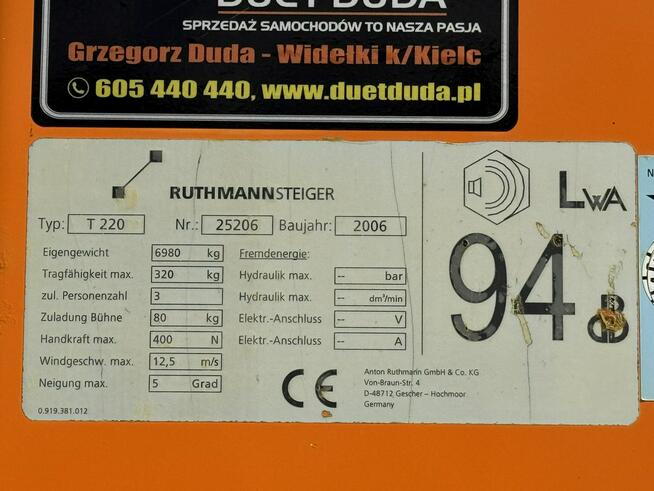 DUET DUDA
SPRZEDAŻ SAMOCHODÓW TO NASZA PASJA
Grzegorz Duda - Widełki k/Kielc
605 440 440, www.duetduda.pl
RUTHMANNSTEIGER
Typ: T 220 Nr.: 25206 Baujahr: 2006
Eigengewicht 6980 kg
Tragfähigkeit max. 320 kg
zul. Personenzahl 3
Zuladung Bühne 80 kg
Handkraft max. 400 N
Windgeschw. max. 12,5 m/s
Neigung max. 5 Grad
0.919.381.012
Fremdenergie:
Hydraulik max. -- bar
Hydraulik max. -- dm³/min
Elektr.-Anschluss -- V
Elektr.-Anschluss -- A
CE
Anton Ruthmann GmbH & Co. KG
Von-Braun-Str. 4
D-48712 Gescher - Hochmoor
Germany
LWA
94 dB
N